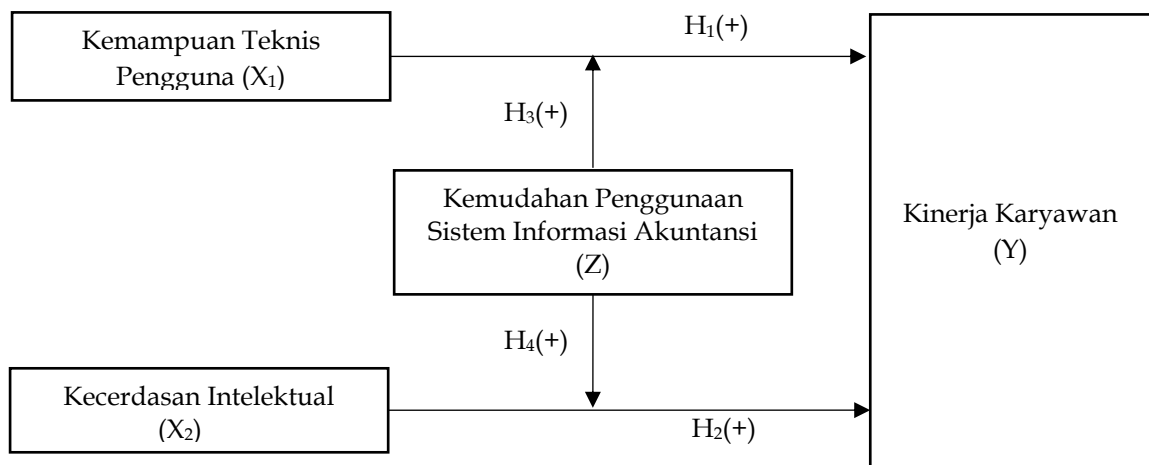 Kemampuan Teknis
Pengguna (X₁)
H₁(+)
H₃(+)
Kemudahan Penggunaan
Sistem Informasi Akuntansi
(Z)
Kinerja Karyawan
(Y)
H₄(+)
Kecerdasan Intelektual
(X₂)
H₂(+)